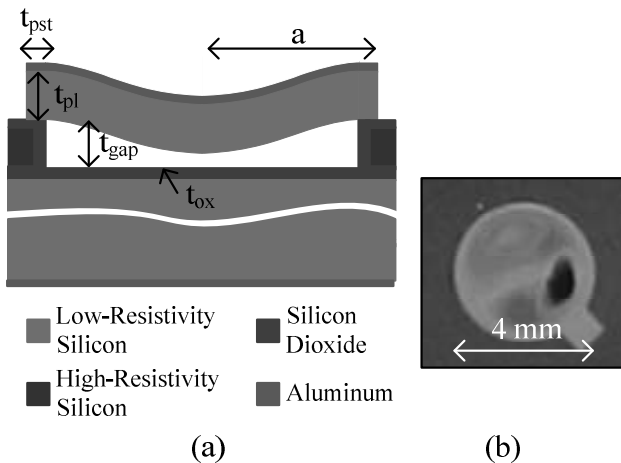 tpst
a
tpl
tgap
tox
4 mm
Low-Resistivity Silicon
Silicon Dioxide
High-Resistivity Silicon
Aluminum
(a)
(b)